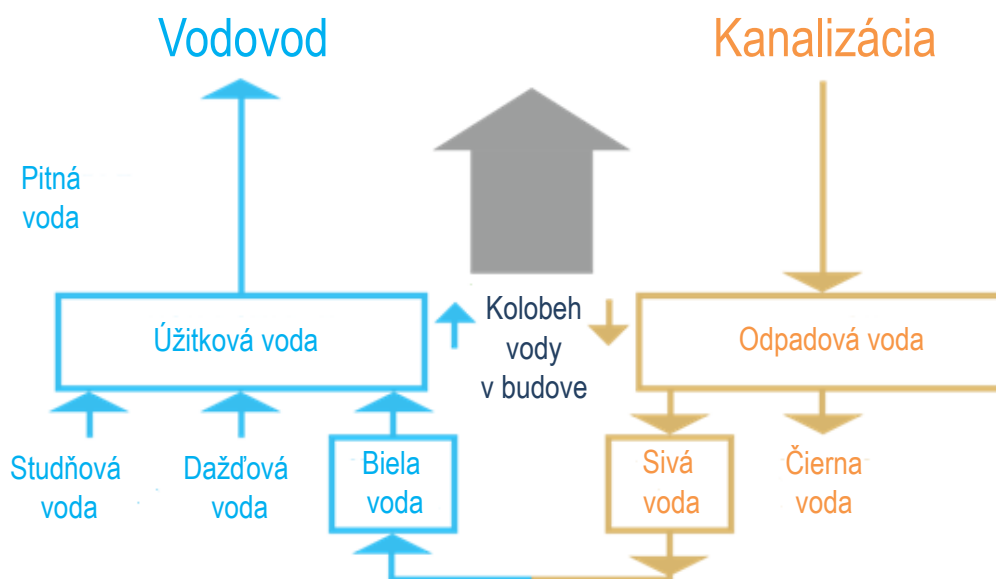 Vodovod
Kanalizácia
Pitná
voda
Úžitková voda
Kolobeh
vody
v budove
Odpadová voda
Studňová
voda
Dažďová
voda
Biela
voda
Sivá
voda
Čierna
voda